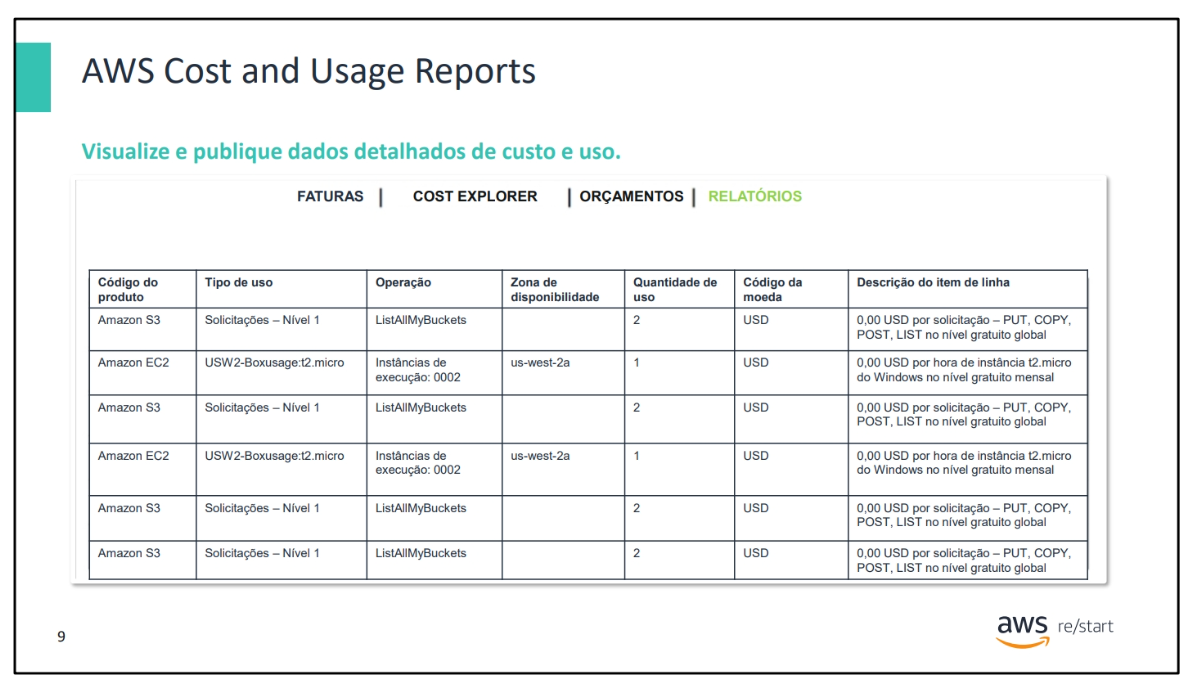 AWS Cost and Usage Reports
Visualize e publique dados detalhados de custo e uso.
FATURAS | COST EXPLORER | ORÇAMENTOS | RELATÓRIOS
Código do produto Tipo de uso Operação Zona de disponibilidade Quantidade de uso Código da moeda Descrição do item de linha
Amazon S3 Solicitações – Nível 1 ListAllMyBuckets 2 USD 0,00 USD por solicitação – PUT, COPY, POST, LIST no nível gratuito global
Amazon EC2 USW2-Boxusage:t2.micro Instâncias de execução: 0002 us-west-2a 1 USD 0,00 USD por hora de instância t2.micro do Windows no nível gratuito mensal
Amazon S3 Solicitações – Nível 1 ListAllMyBuckets 2 USD 0,00 USD por solicitação – PUT, COPY, POST, LIST no nível gratuito global
Amazon EC2 USW2-Boxusage:t2.micro Instâncias de execução: 0002 us-west-2a 1 USD 0,00 USD por hora de instância t2.micro do Windows no nível gratuito mensal
Amazon S3 Solicitações – Nível 1 ListAllMyBuckets 2 USD 0,00 USD por solicitação – PUT, COPY, POST, LIST no nível gratuito global
Amazon S3 Solicitações – Nível 1 ListAllMyBuckets 2 USD 0,00 USD por solicitação – PUT, COPY, POST, LIST no nível gratuito global
9
aws re/start